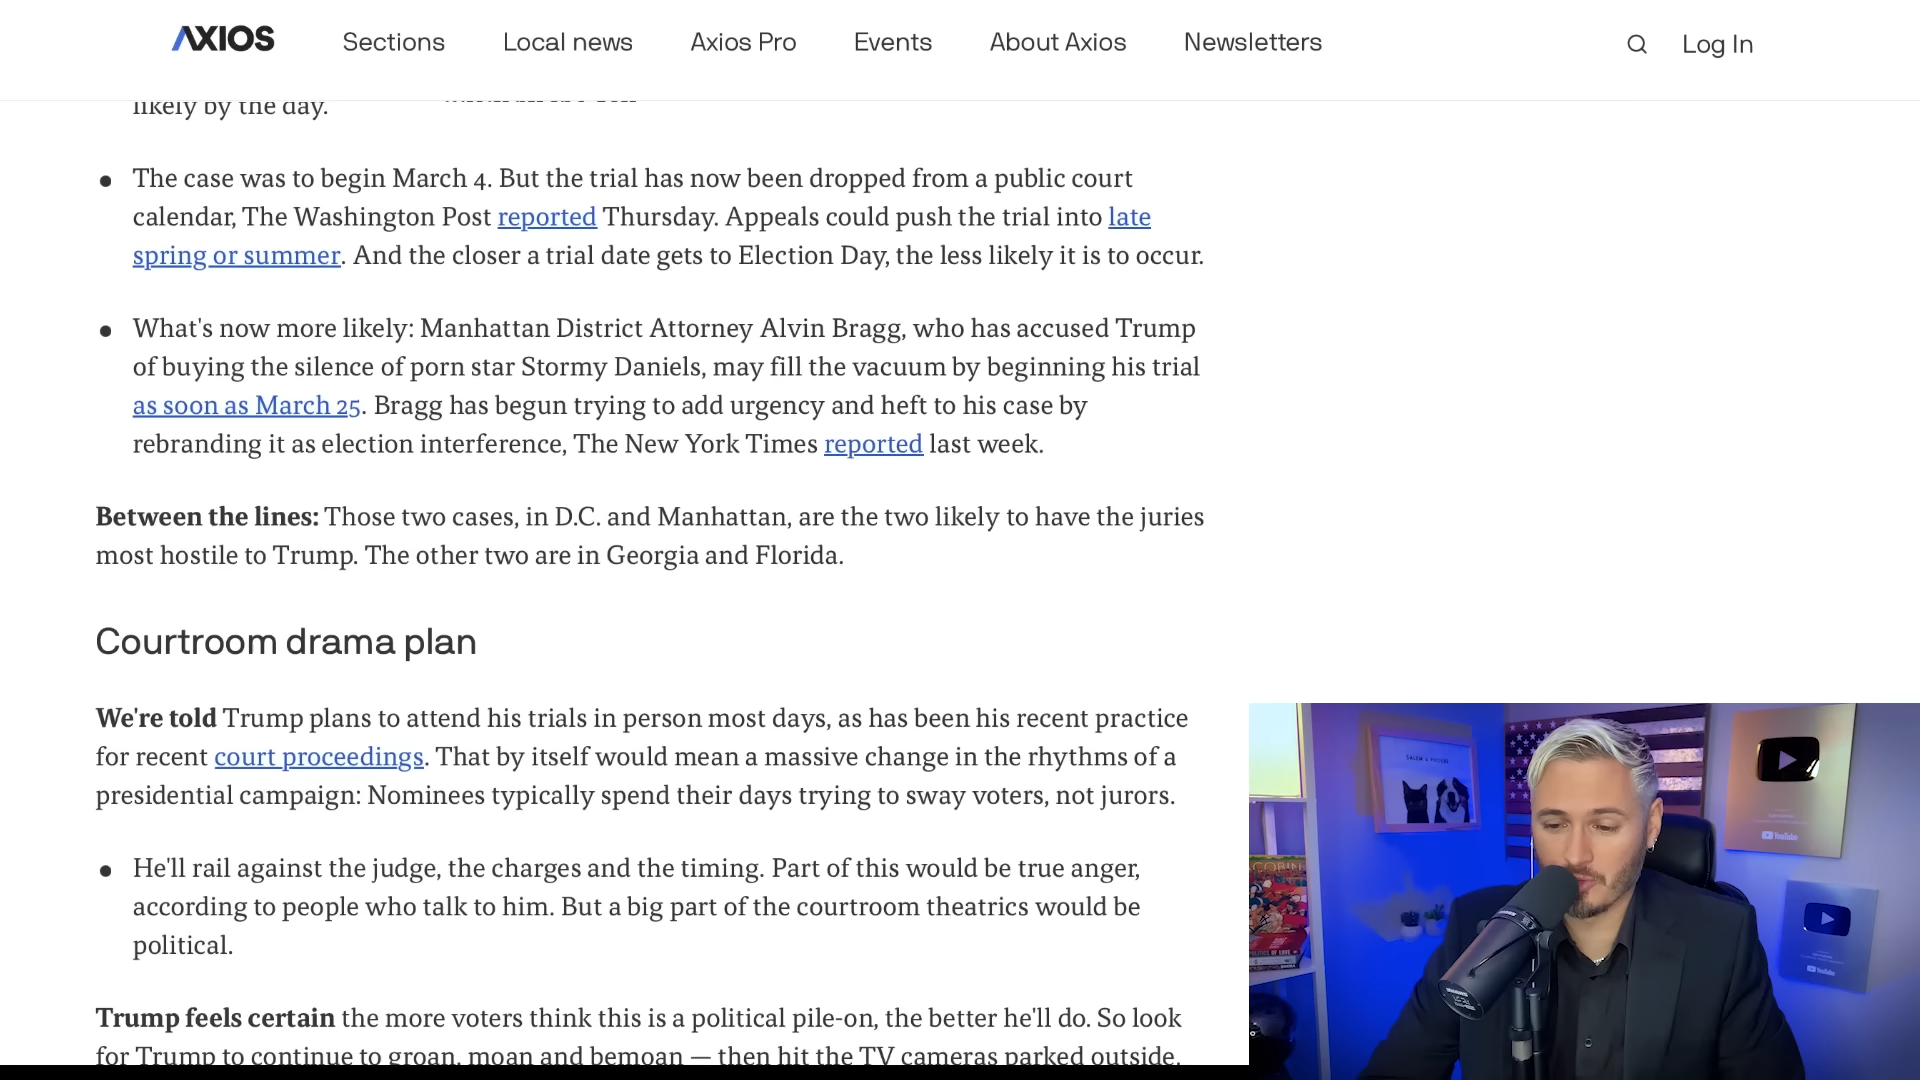 AXIOS
Sections
Local news
Axios Pro
Events
About Axios
Newsletters
Log In
likely by the day.
• The case was to begin March 4. But the trial has now been dropped from a public court
calendar, The Washington Post reported Thursday. Appeals could push the trial into late
spring or summer. And the closer a trial date gets to Election Day, the less likely it is to occur.
• What's now more likely: Manhattan District Attorney Alvin Bragg, who has accused Trump
of buying the silence of porn star Stormy Daniels, may fill the vacuum by beginning his trial
as soon as March 25. Bragg has begun trying to add urgency and heft to his case by
rebranding it as election interference, The New York Times reported last week.
Between the lines: Those two cases, in D.C. and Manhattan, are the two likely to have the juries
most hostile to Trump. The other two are in Georgia and Florida.
Courtroom drama plan
We're told Trump plans to attend his trials in person most days, as has been his recent practice
for recent court proceedings. That by itself would mean a massive change in the rhythms of a
presidential campaign: Nominees typically spend their days trying to sway voters, not jurors.
• He'll rail against the judge, the charges and the timing. Part of this would be true anger,
according to people who talk to him. But a big part of the courtroom theatrics would be
political.
Trump feels certain the more voters think this is a political pile-on, the better he'll do. So look
for Trump to continue to groan, moan and bemoan — then hit the TV cameras parked outside.
SALEM & PHOEBE
YouTube
YouTube